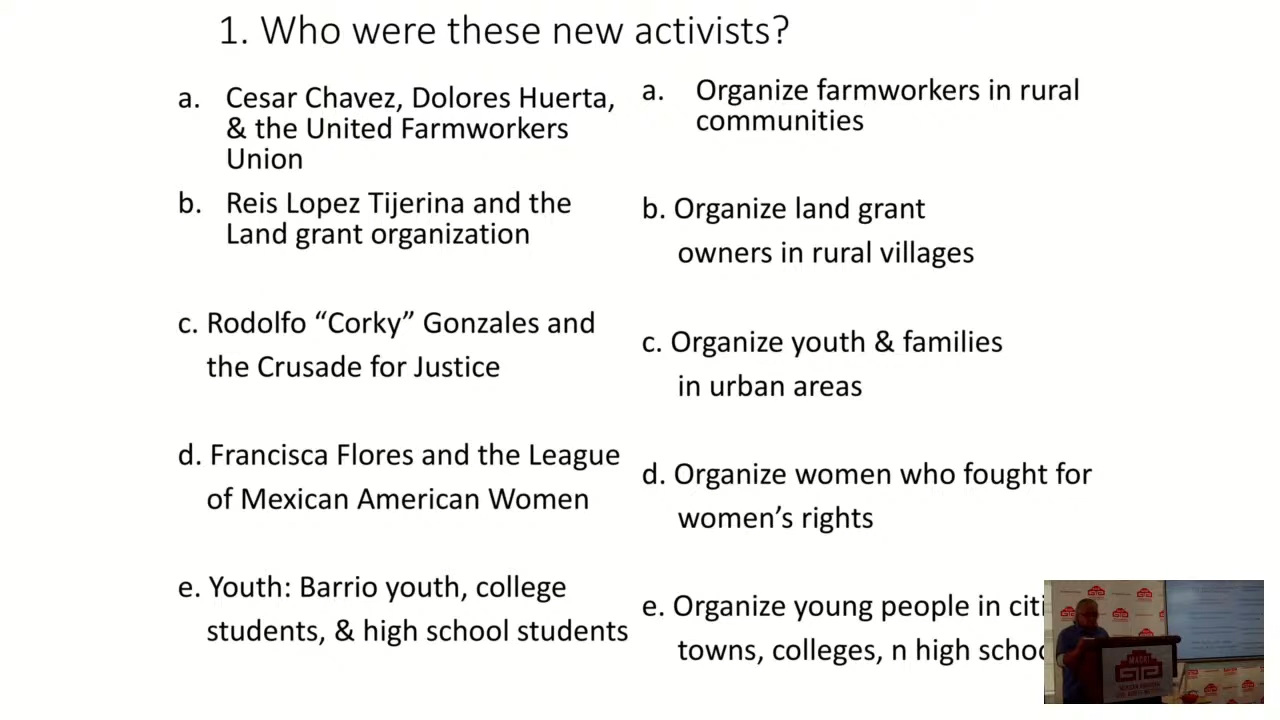 1. Who were these new activists?
a. Cesar Chavez, Dolores Huerta,
& the United Farmworkers
Union
b. Reis Lopez Tijerina and the
Land grant organization
c. Rodolfo “Corky” Gonzales and
the Crusade for Justice
d. Francisca Flores and the League
of Mexican American Women
e. Youth: Barrio youth, college
students, & high school students
a. Organize farmworkers in rural
communities
b. Organize land grant
owners in rural villages
c. Organize youth & families
in urban areas
d. Organize women who fought for
women’s rights
e. Organize young people in
towns, colleges, n high